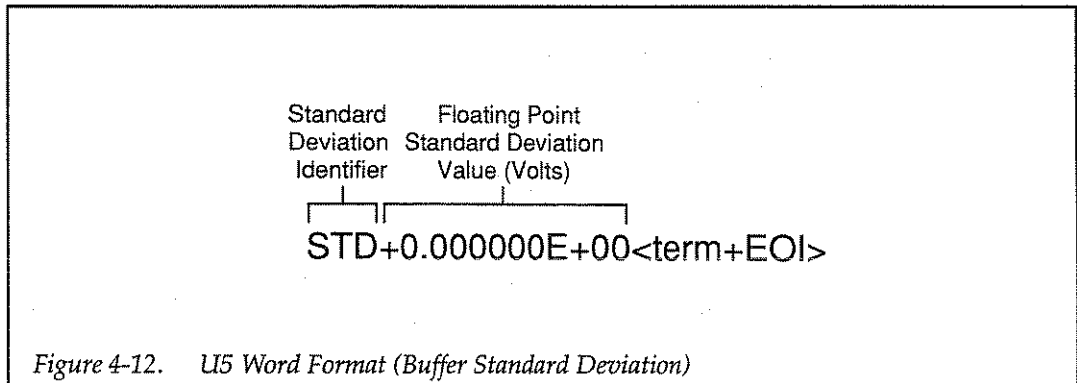 Standard Deviation Identifier
Floating Point Standard Deviation Value (Volts)
STD+0.000000E+00<term+EOI>
Figure 4-12. U5 Word Format (Buffer Standard Deviation)